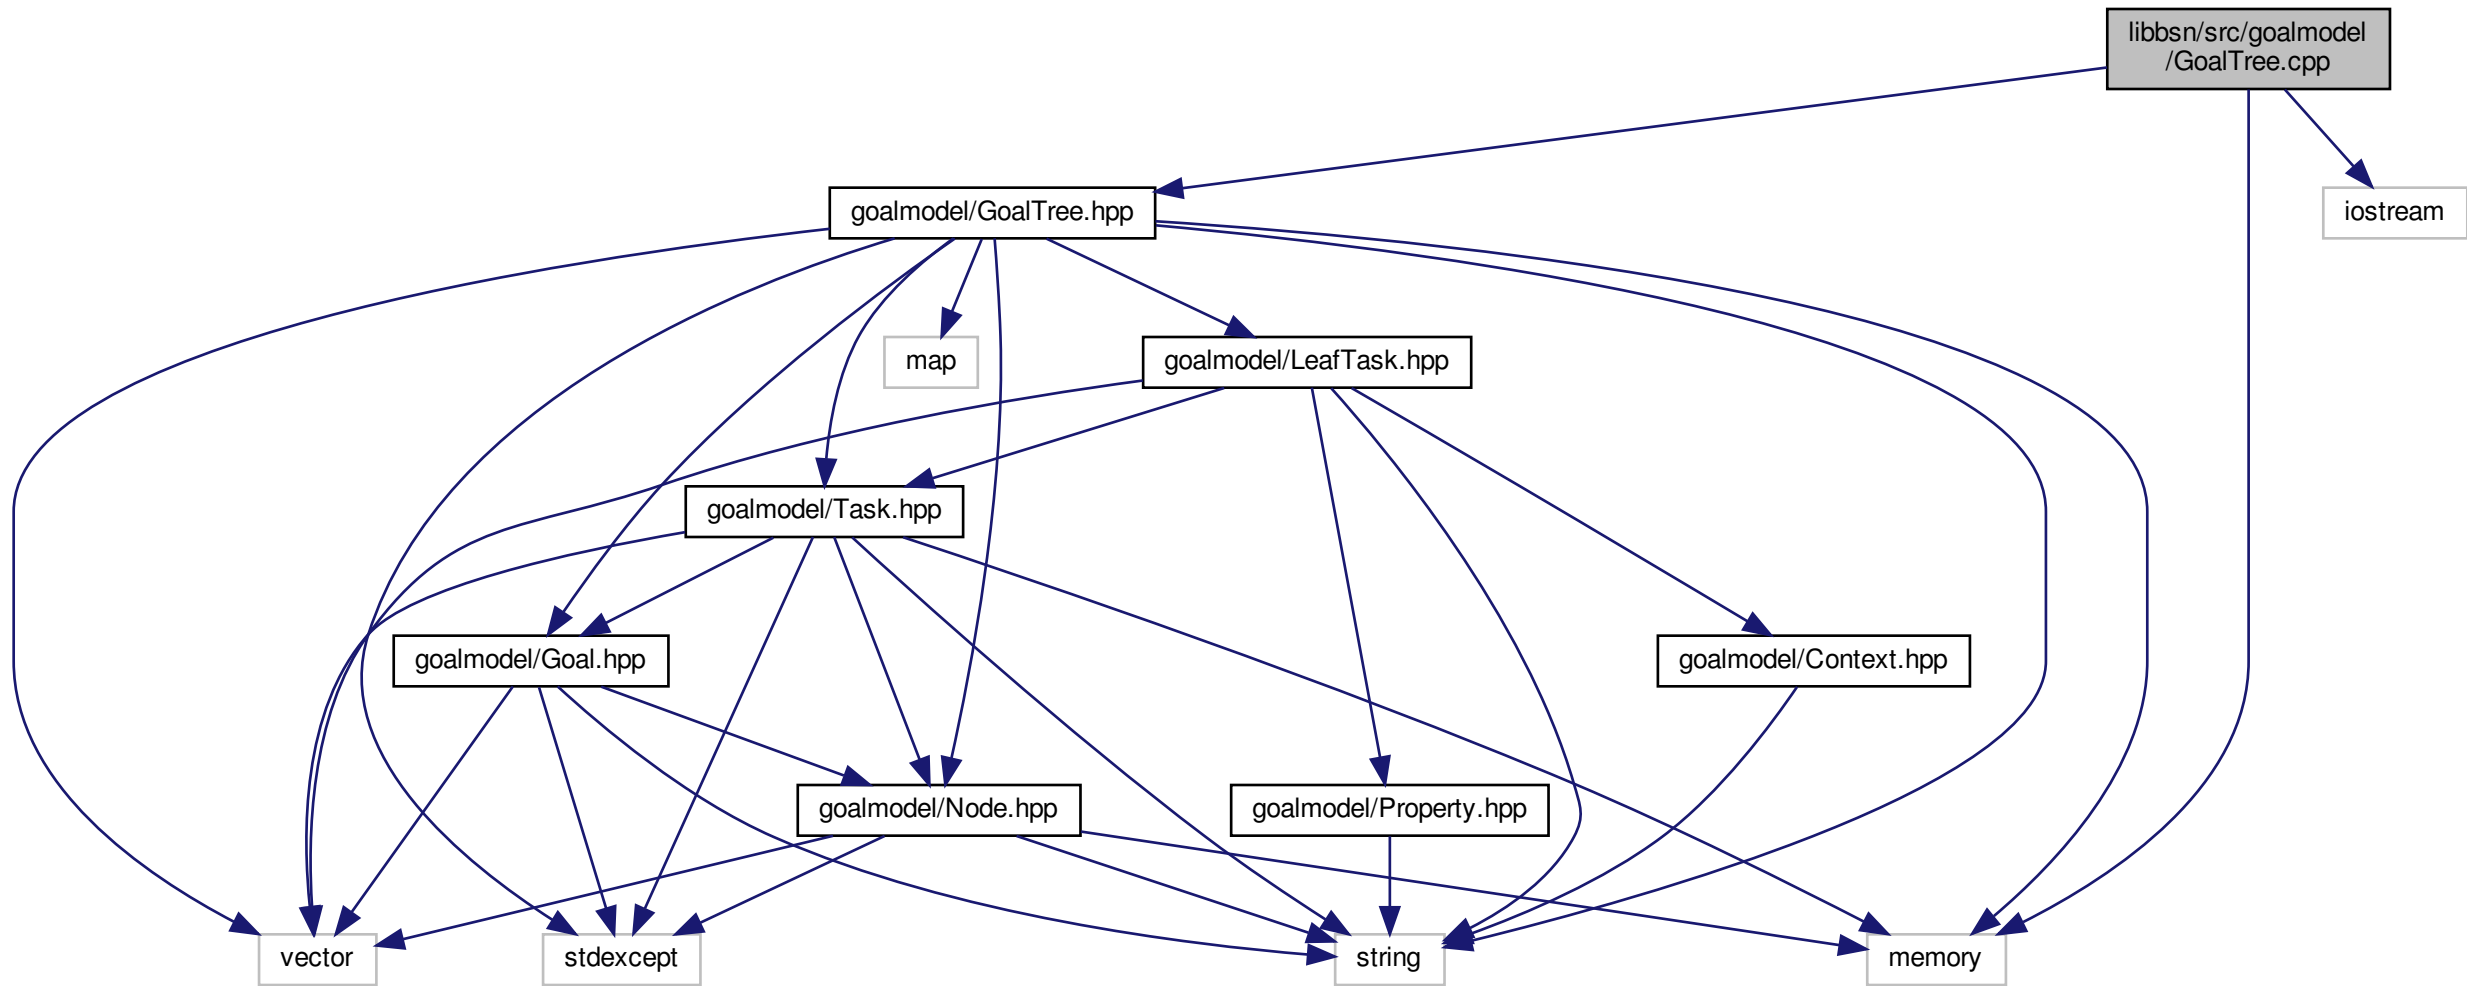 libbsn/src/goalmodel
/GoalTree.cpp
goalmodel/GoalTree.hpp
iostream
map
goalmodel/LeafTask.hpp
goalmodel/Task.hpp
goalmodel/Goal.hpp
goalmodel/Context.hpp
goalmodel/Node.hpp
goalmodel/Property.hpp
vector
stdexcept
string
memory